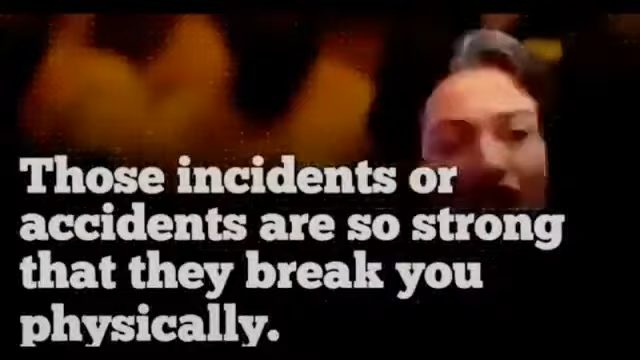 Those incidents or
accidents are so strong
that they break you
physically.